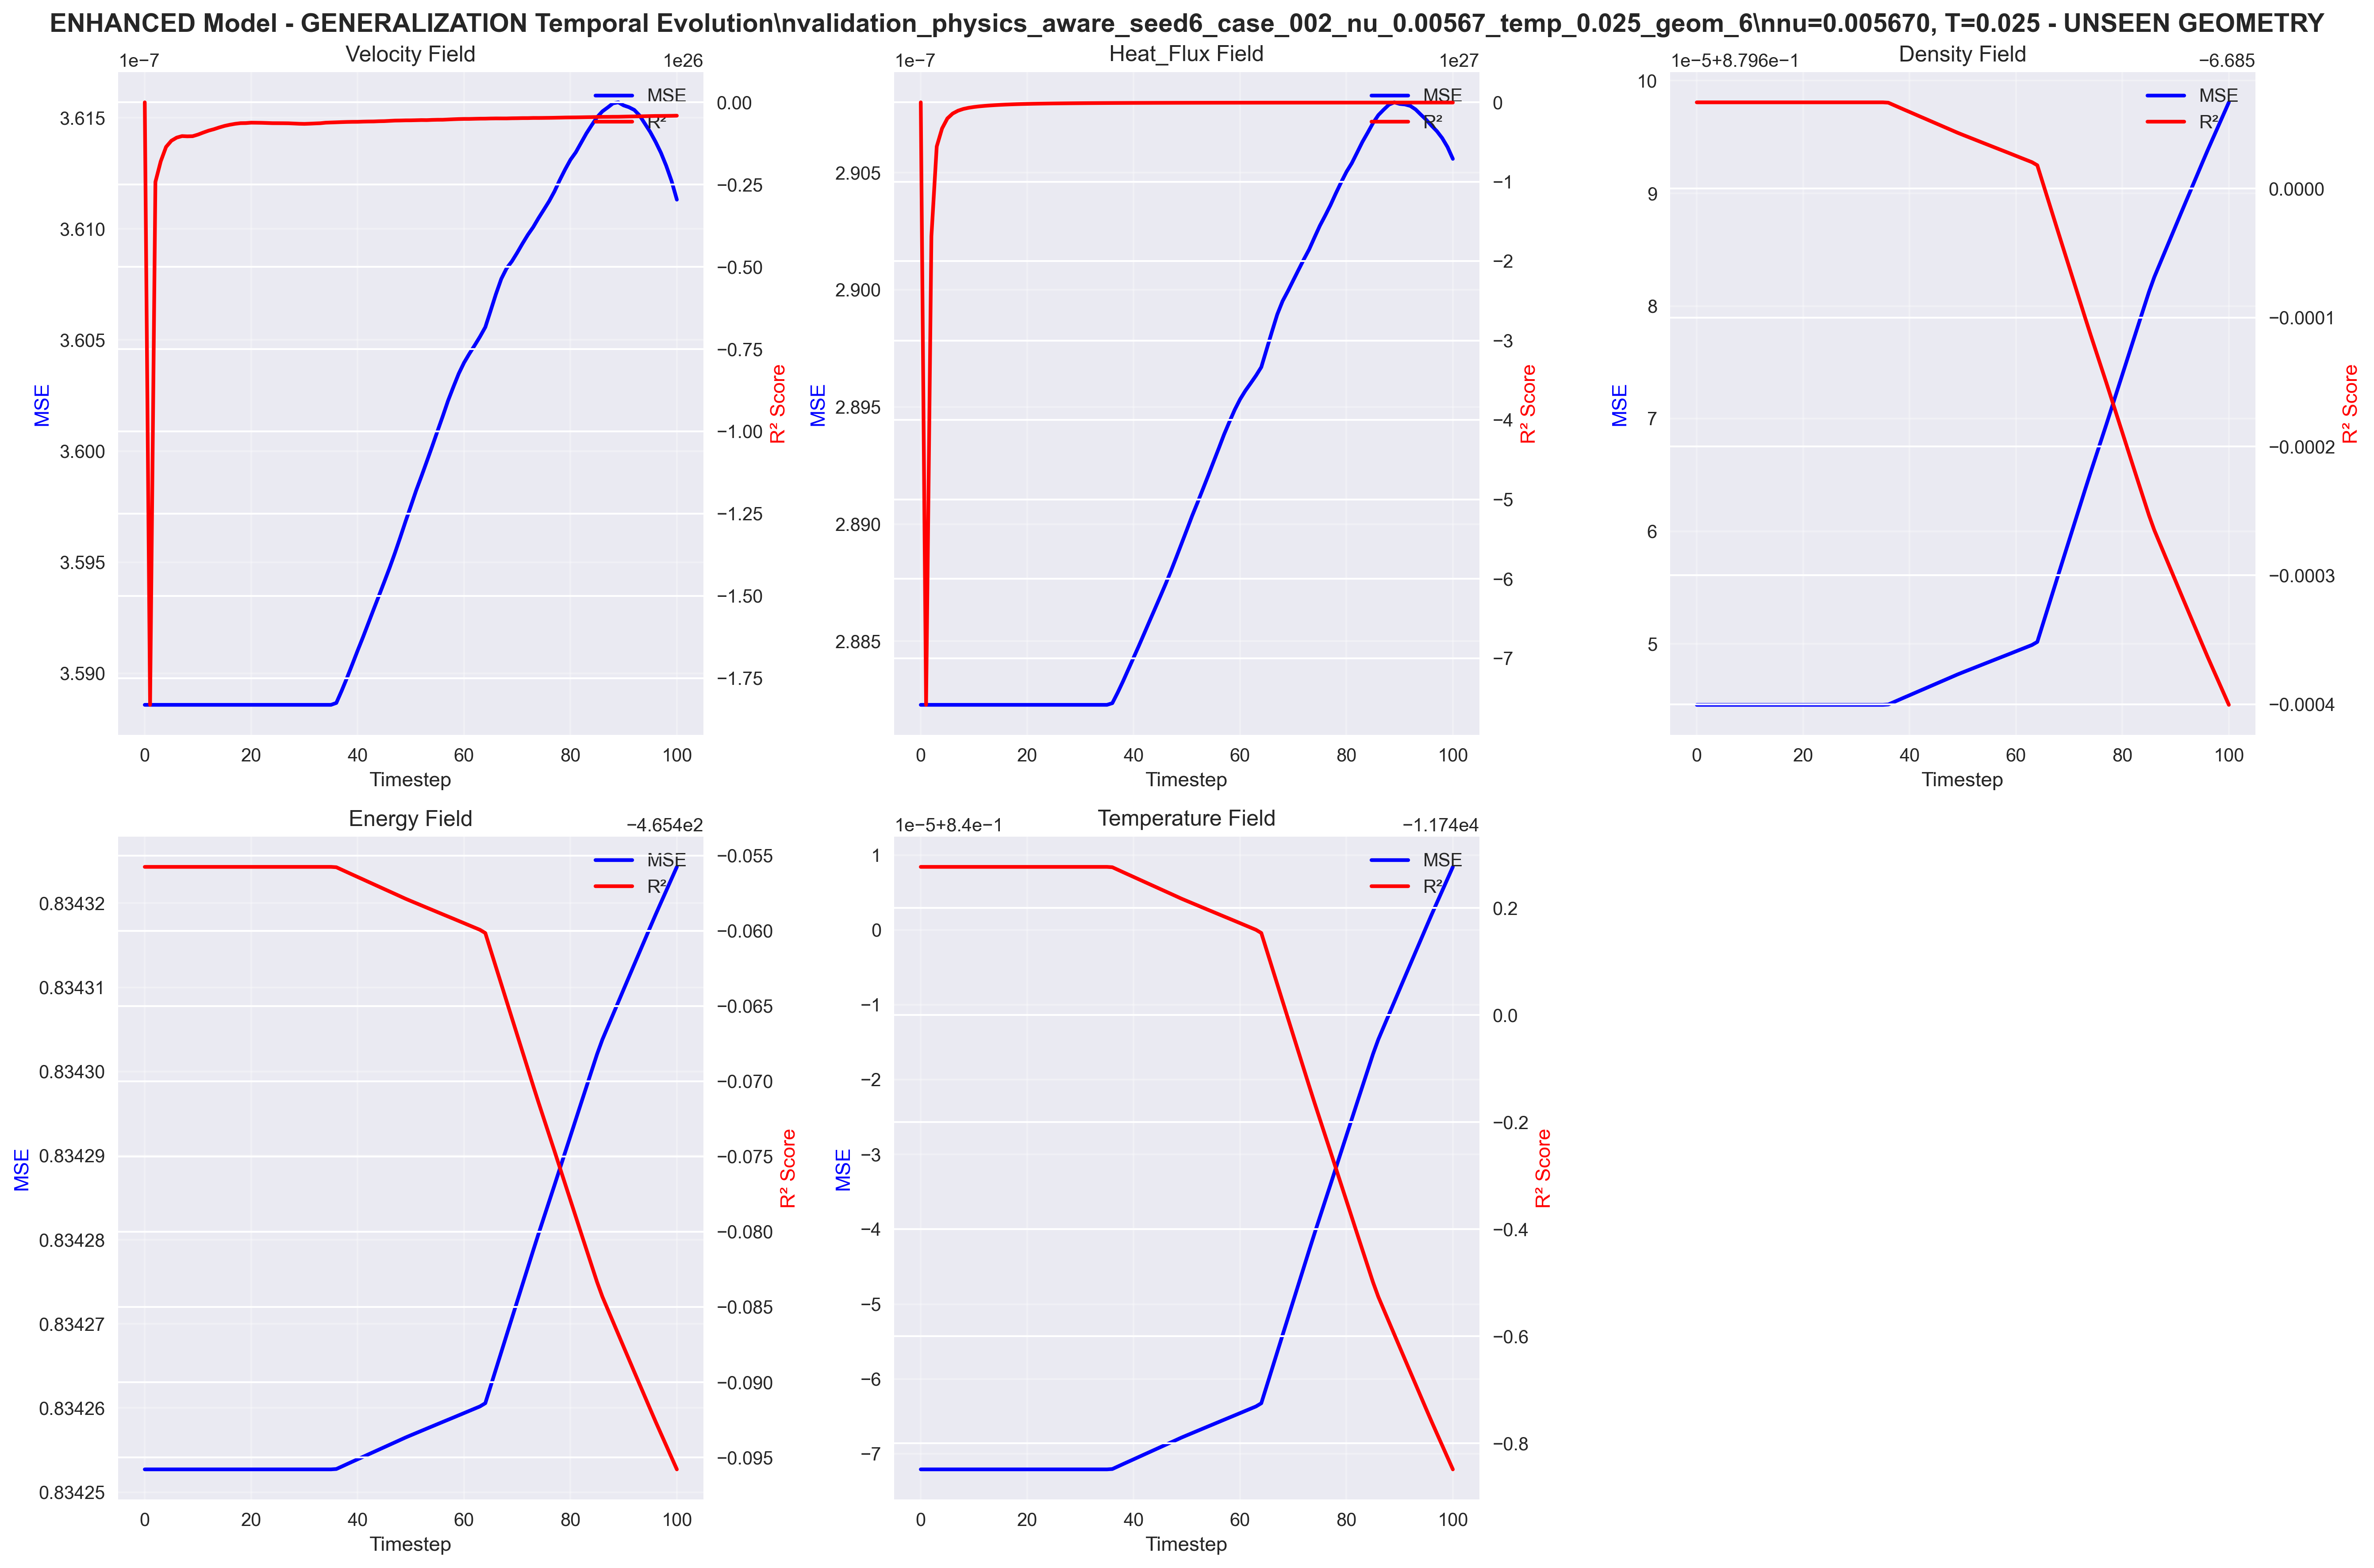 ENHANCED Model - GENERALIZATION Temporal Evolution\nvalidation_physics_aware_seed6_case_002_nu_0.00567_temp_0.025_geom_6\nnu=0.005670, T=0.025 - UNSEEN GEOMETRY
Velocity Field
1e−7
1e26
MSE
R²
3.615
3.610
3.605
3.600
3.595
3.590
MSE
0.00
−0.25
−0.50
−0.75
−1.00
−1.25
−1.50
−1.75
R² Score
0 20 40 60 80 100
Timestep
Heat_Flux Field
1e−7
1e27
MSE
R²
2.905
2.900
2.895
2.890
2.885
MSE
0
−1
−2
−3
−4
−5
−6
−7
R² Score
0 20 40 60 80 100
Timestep
Density Field
1e−5+8.796e−1
−6.685
MSE
R²
10
9
8
7
6
5
MSE
0.0000
−0.0001
−0.0002
−0.0003
−0.0004
R² Score
0 20 40 60 80 100
Timestep
Energy Field
−4.654e2
MSE
R²
0.83432
0.83431
0.83430
0.83429
0.83428
0.83427
0.83426
0.83425
MSE
−0.055
−0.060
−0.065
−0.070
−0.075
−0.080
−0.085
−0.090
−0.095
R² Score
0 20 40 60 80 100
Timestep
Temperature Field
1e−5+8.4e−1
−1.174e4
MSE
R²
1
0
−1
−2
−3
−4
−5
−6
−7
MSE
0.2
0.0
−0.2
−0.4
−0.6
−0.8
R² Score
0 20 40 60 80 100
Timestep